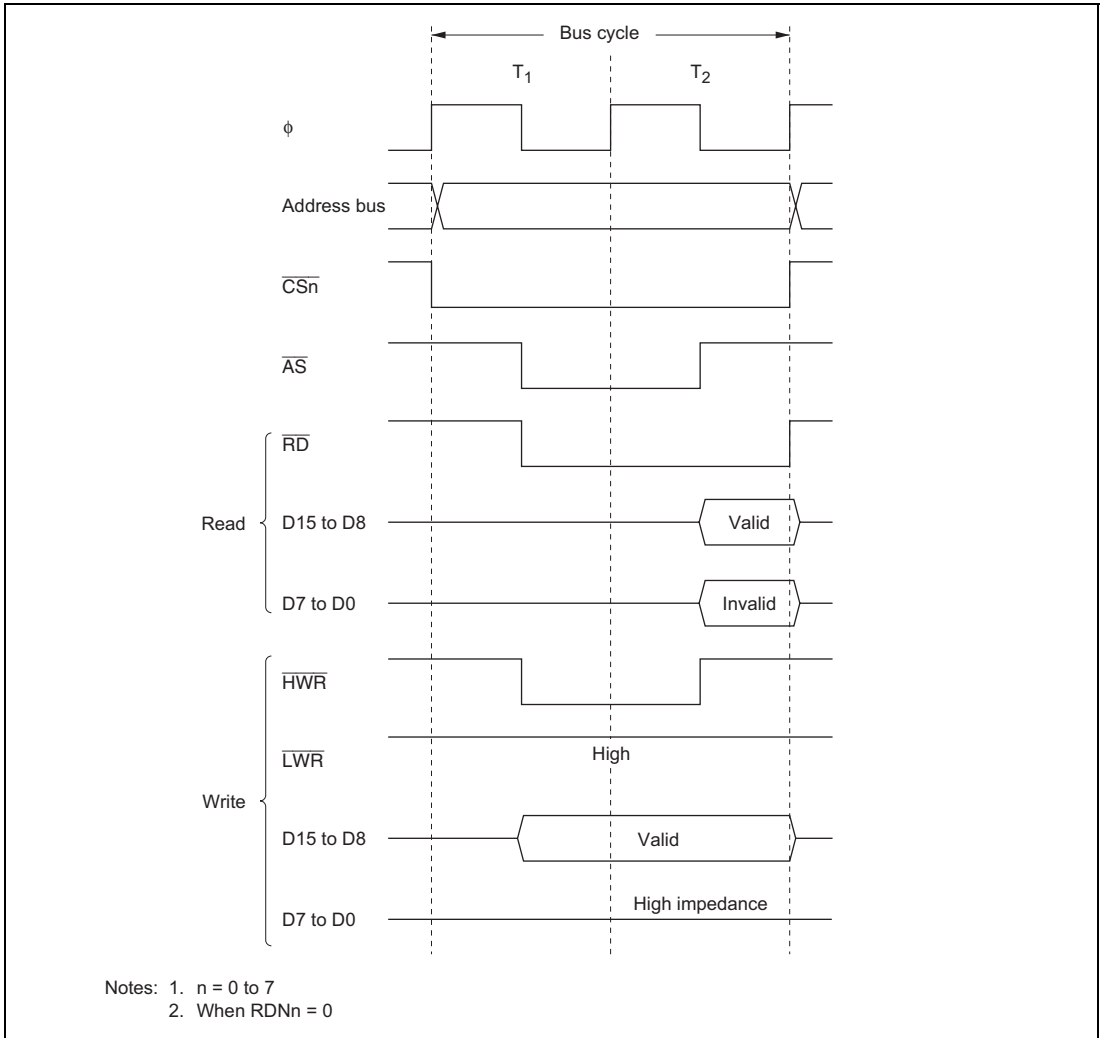 Bus cycle
T1 T2
φ
Address bus
CSn
AS
RD
Read D15 to D8 Valid
D7 to D0 Invalid
HWR
LWR High
Write
D15 to D8 Valid
D7 to D0 High impedance
Notes: 1. n = 0 to 7
2. When RDNn = 0